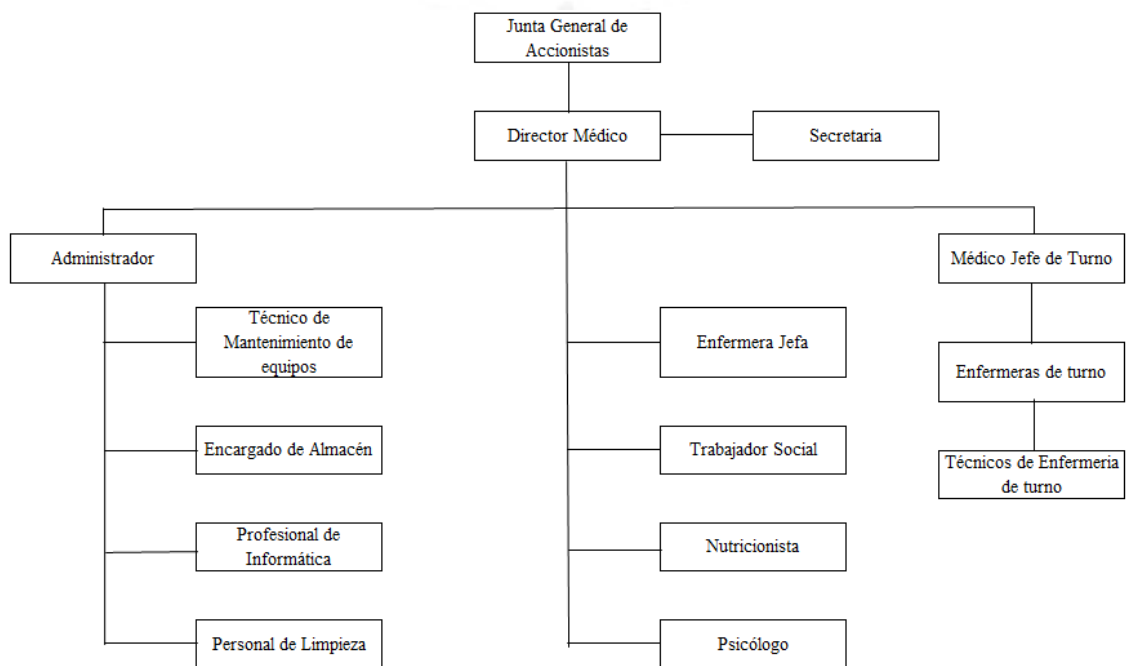 Junta General de
Accionistas
Director Médico
Secretaria
Administrador
Médico Jefe de Turno
Técnico de
Mantenimiento de
equipos
Enfermera Jefa
Enfermeras de turno
Encargado de Almacén
Trabajador Social
Técnicos de Enfermeria
de turno
Profesional de
Informática
Nutricionista
Personal de Limpieza
Psicólogo